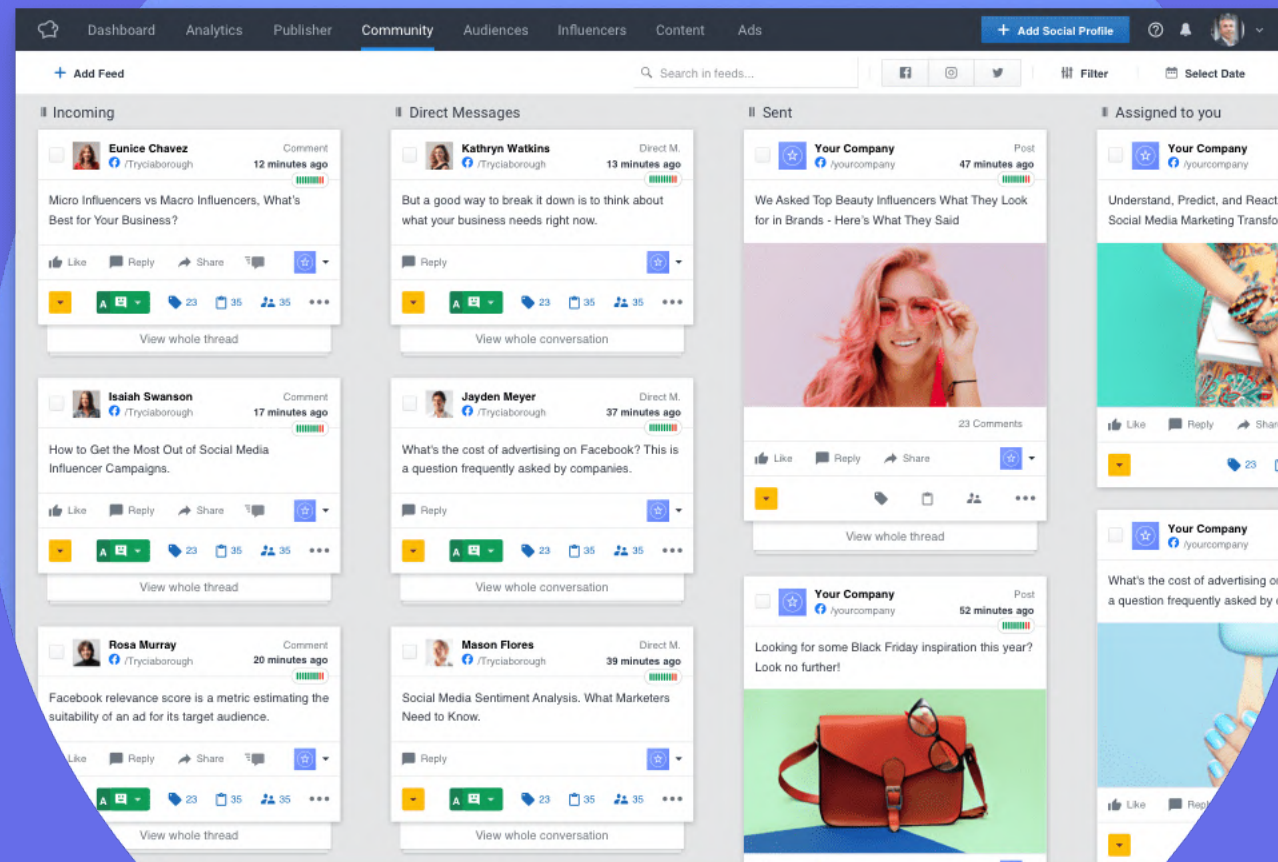 Dashboard Analytics Publisher Community Audiences Influencers Content Ads + Add Social Profile
+ Add Feed Search in feeds... Filter Select Date
Incoming
Eunice Chavez Comment
/Tryciaborough 12 minutes ago
Micro Influencers vs Macro Influencers, What's
Best for Your Business?
Like Reply Share
A 23 35 35
View whole thread
Isaiah Swanson Comment
/Tryciaborough 17 minutes ago
How to Get the Most Out of Social Media
Influencer Campaigns.
Like Reply Share
A 23 35 35
View whole thread
Rosa Murray Comment
/Tryciaborough 20 minutes ago
Facebook relevance score is a metric estimating the
suitability of an ad for its target audience.
Like Reply Share
A 23 35 35
View whole thread
Direct Messages
Kathryn Watkins Direct M.
/Tryciaborough 13 minutes ago
But a good way to break it down is to think about
what your business needs right now.
Reply
A 23 35 35
View whole conversation
Jayden Meyer Direct M.
/Tryciaborough 37 minutes ago
What's the cost of advertising on Facebook? This is
a question frequently asked by companies.
Reply
A 23 35 35
View whole conversation
Mason Flores Direct M.
/Tryciaborough 39 minutes ago
Social Media Sentiment Analysis. What Marketers
Need to Know.
Reply
A 23 35 35
View whole conversation
Sent
Your Company Post
/yourcompany 47 minutes ago
We Asked Top Beauty Influencers What They Look
for in Brands - Here's What They Said
23 Comments
Like Reply Share
View whole thread
Your Company Post
/yourcompany 52 minutes ago
Looking for some Black Friday inspiration this year?
Look no further!
Assigned to you
Your Company
/yourcompany
Understand, Predict, and React
Social Media Marketing Transfo
Like Reply Shar
23
Your Company
/yourcompany
What's the cost of advertising o
a question frequently asked by
Like Repl